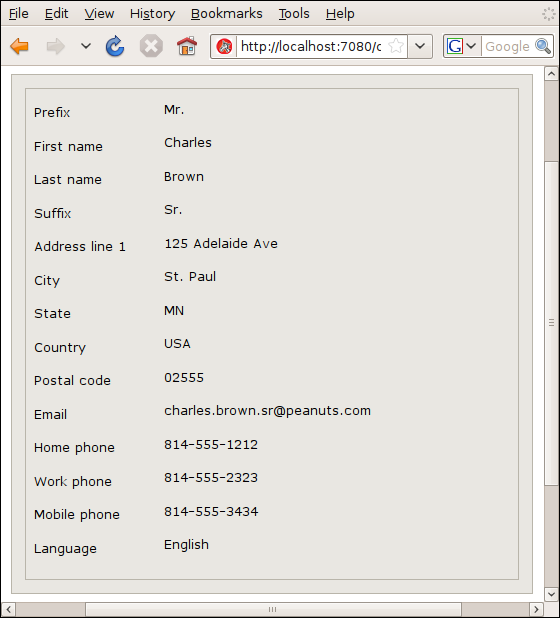 File Edit View History Bookmarks Tools Help
http://localhost:7080/c Google
Prefix Mr.
First name Charles
Last name Brown
Suffix Sr.
Address line 1 125 Adelaide Ave
City St. Paul
State MN
Country USA
Postal code 02555
Email charles.brown.sr@peanuts.com
Home phone 814-555-1212
Work phone 814-555-2323
Mobile phone 814-555-3434
Language English